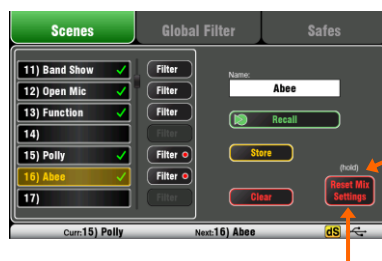 Scenes
Global Filter
Safes
11) Band Show
Filter
12) Open Mic
Filter
13) Function
Filter
14)
Filter
15) Polly
Filter
16) Abee
Filter
17)
Filter
Name:
Abee
Recall
Store
(hold)
Clear
Reset Mix
Settings
Curr:15) Polly
Next:16) Abee
dS